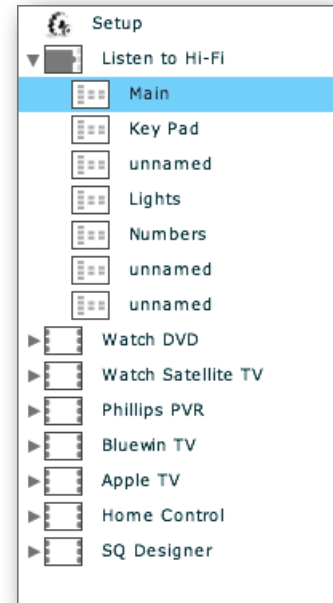 Setup
Listen to Hi-Fi
Main
Key Pad
unnamed
Lights
Numbers
unnamed
unnamed
Watch DVD
Watch Satellite TV
Phillips PVR
Bluewin TV
Apple TV
Home Control
SQ Designer